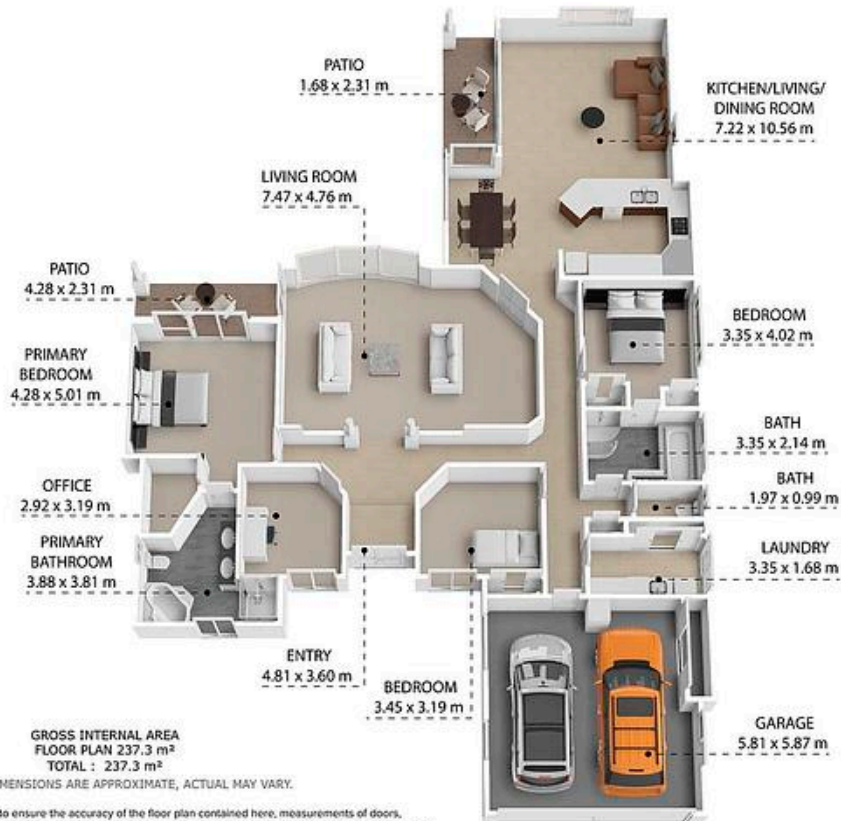 PATIO
1.68 x 2.31 m
KITCHEN/LIVING/
DINING ROOM
7.22 x 10.56 m
LIVING ROOM
7.47 x 4.76 m
PATIO
4.28 x 2.31 m
BEDROOM
3.35 x 4.02 m
PRIMARY
BEDROOM
4.28 x 5.01 m
BATH
3.35 x 2.14 m
OFFICE
2.92 x 3.19 m
BATH
1.97 x 0.99 m
PRIMARY
BATHROOM
3.88 x 3.81 m
LAUNDRY
3.35 x 1.68 m
ENTRY
4.81 x 3.60 m
BEDROOM
3.45 x 3.19 m
GARAGE
5.81 x 5.87 m
GROSS INTERNAL AREA
FLOOR PLAN 237.3 m²
TOTAL : 237.3 m²
MENSIONS ARE APPROXIMATE, ACTUAL MAY VARY.
to ensure the accuracy of the floor plan contained here, measurements of doors,